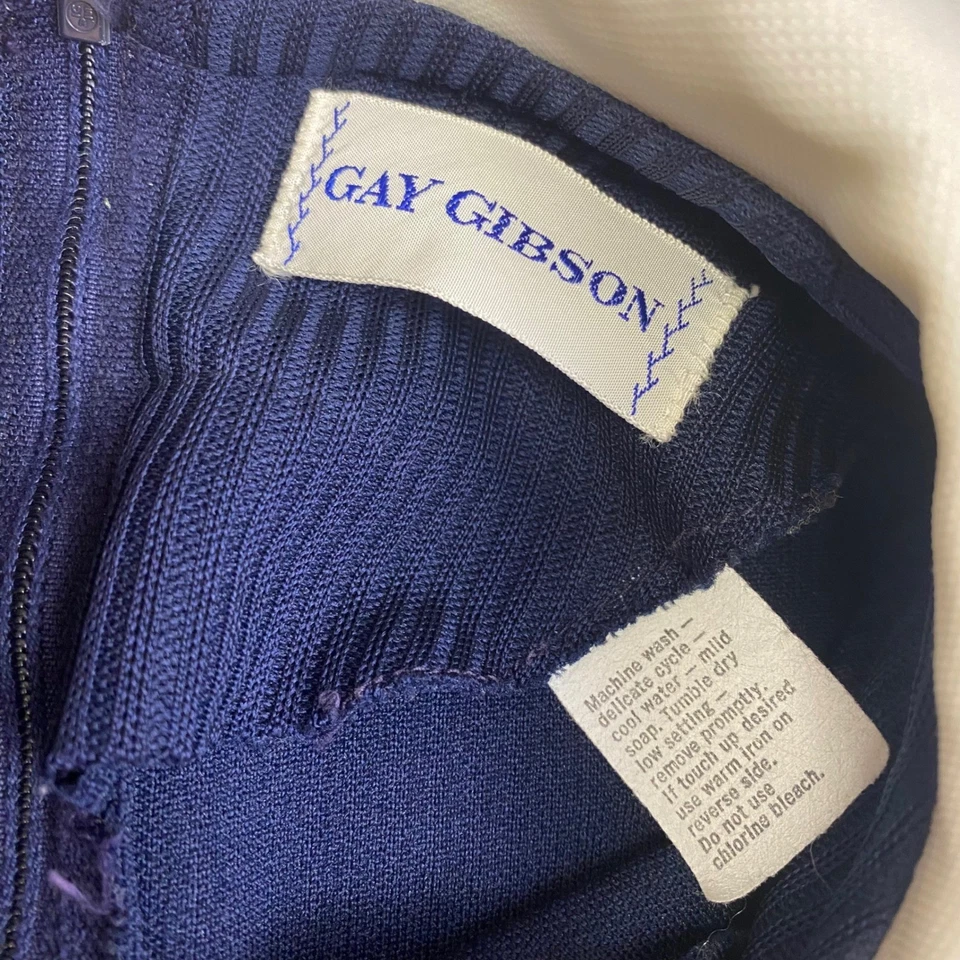 GAY GIBSON
Machine wash –
delicate cycle –
cool water – mild
soap. Tumble dry
low setting –
remove promptly.
If touch up desired
use warm iron on
reverse side.
Do not use
chlorine bleach.